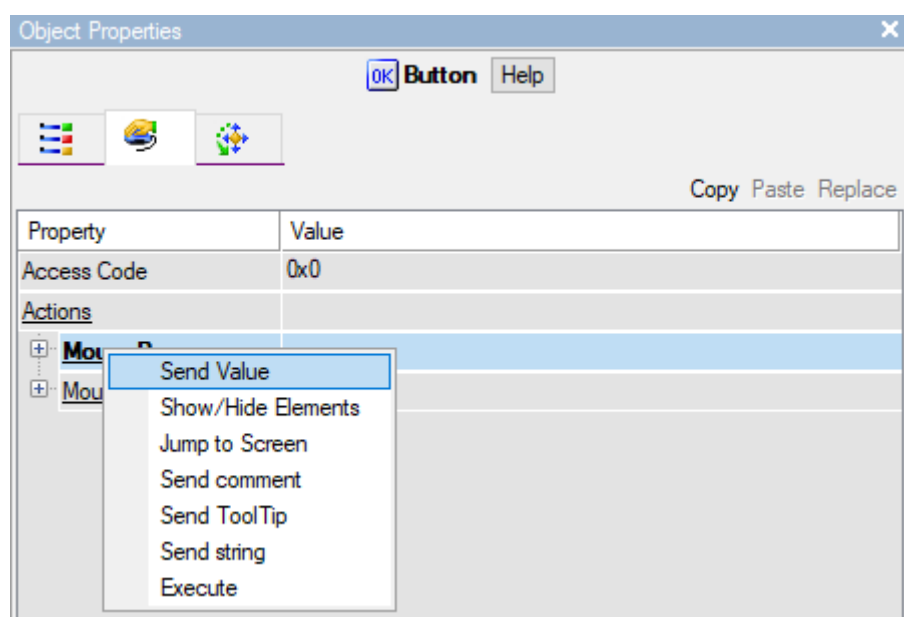 Object Properties
OK Button Help
Copy Paste Replace
Property Value
Access Code 0x0
Actions
Send Value
Show/Hide Elements
Jump to Screen
Send comment
Send ToolTip
Send string
Execute